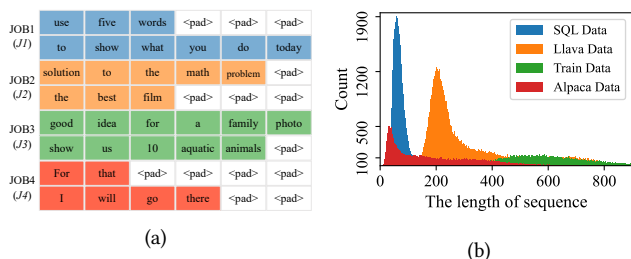 JOB1
(J1)
use five words <pad> <pad> <pad>
to show what you do today
JOB2
(J2)
solution to the math problem <pad>
the best film <pad> <pad> <pad>
JOB3
(J3)
good idea for a family photo
show us 10 aquatic animals <pad>
JOB4
(J4)
For that <pad> <pad> <pad> <pad>
I will go there <pad> <pad>
(a)
Count
1900
1200
500
100
SQL Data
Llava Data
Train Data
Alpaca Data
0 200 400 600 800
The length of sequence
(b)